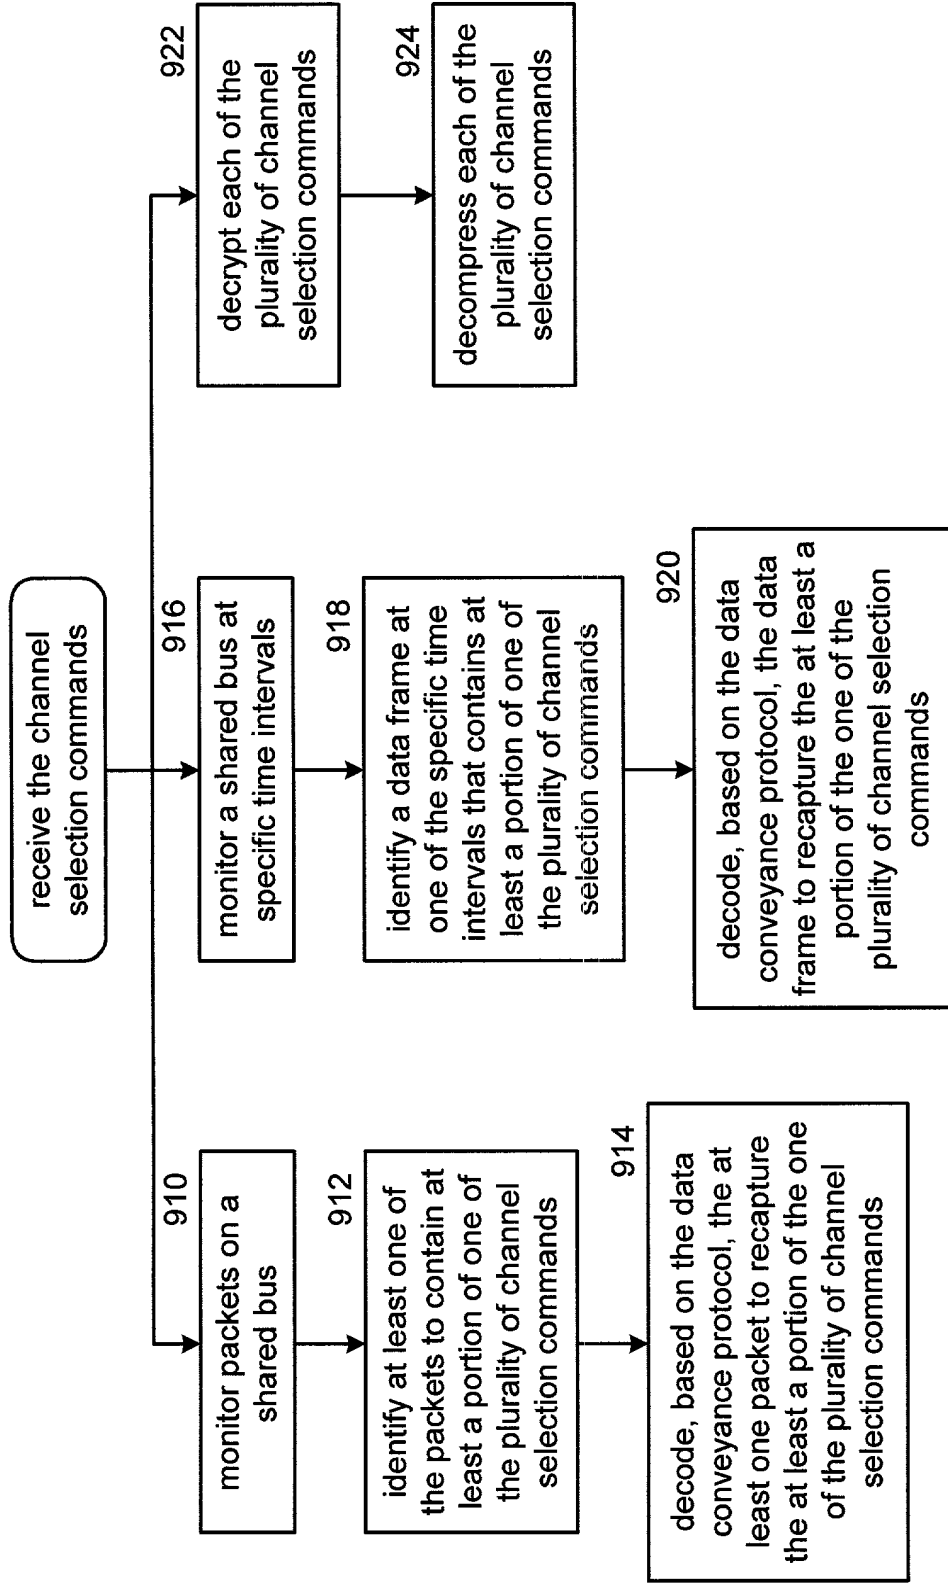 receive the channel
selection commands
910
monitor packets on a
shared bus
912
identify at least one of
the packets to contain at
least a portion of one of
the plurality of channel
selection commands
914
decode, based on the data
conveyance protocol, the at
least one packet to recapture
the at least a portion of the one
of the plurality of channel
selection commands
916
monitor a shared bus at
specific time intervals
918
identify a data frame at
one of the specific time
intervals that contains at
least a portion of one of
the plurality of channel
selection commands
920
decode, based on the data
conveyance protocol, the data
frame to recapture the at least a
portion of the one of the
plurality of channel selection
commands
922
decrypt each of the
plurality of channel
selection commands
924
decompress each of the
plurality of channel
selection commands